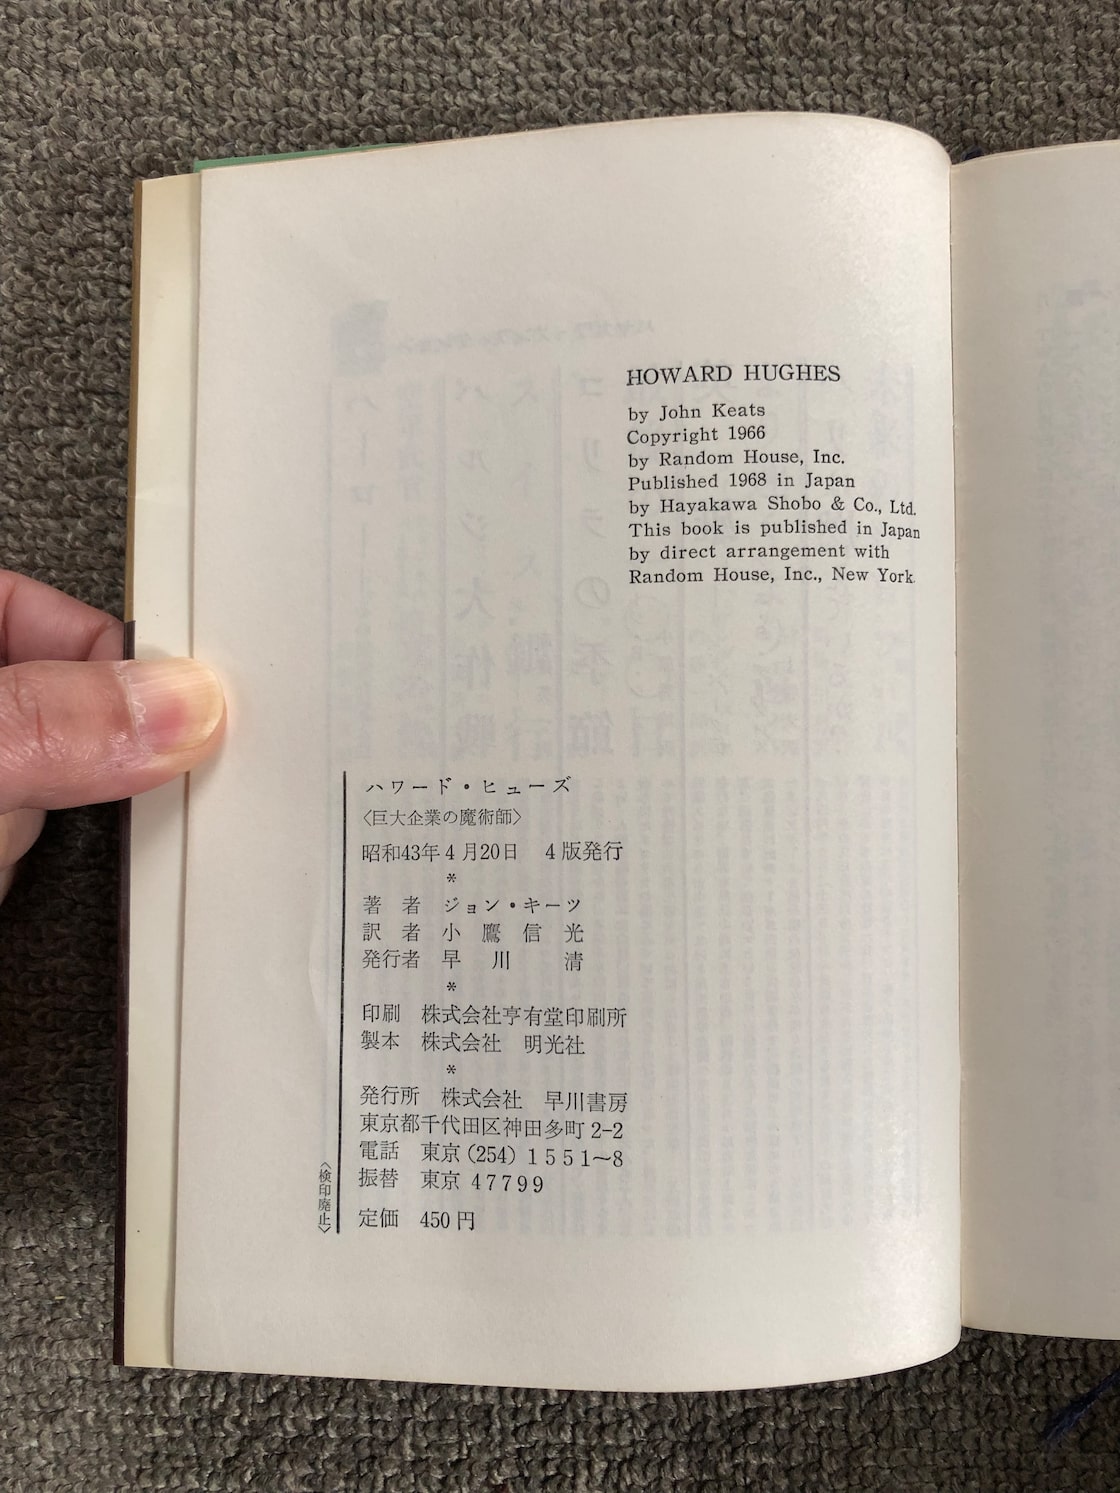 HOWARD HUGHES
by John Keats
Copyright 1966
by Random House, Inc.
Published 1968 in Japan
by Hayakawa Shobo & Co., Ltd.
This book is published in Japan
by direct arrangement with
Random House, Inc., New York.
ハワード・ヒューズ
〈巨大企業の魔術師〉
昭和43年4月20日 4版発行
*
著 者 ジョン・キーツ
訳 者 小鷹信光
発行者 早川 清
*
印刷 株式会社亨有堂印刷所
製本 株式会社 明光社
*
発行所 株式会社 早川書房
東京都千代田区神田多町2-2
電話 東京(254)1551〜8
振替 東京 47799
定価 450円
〈検印廃止〉